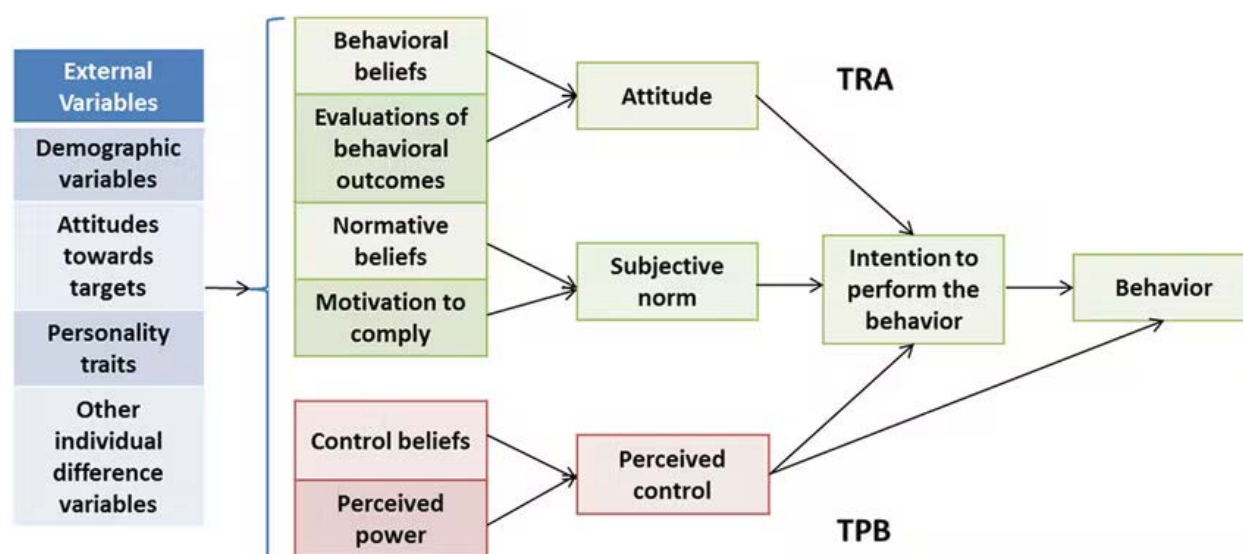 External
Variables
Demographic
variables
Attitudes
towards
targets
Personality
traits
Other
individual
difference
variables
Behavioral
beliefs
Evaluations of
behavioral
outcomes
Normative
beliefs
Motivation to
comply
Control beliefs
Perceived
power
Attitude
Subjective
norm
Perceived
control
TRA
Intention to
perform the
behavior
Behavior
TPB